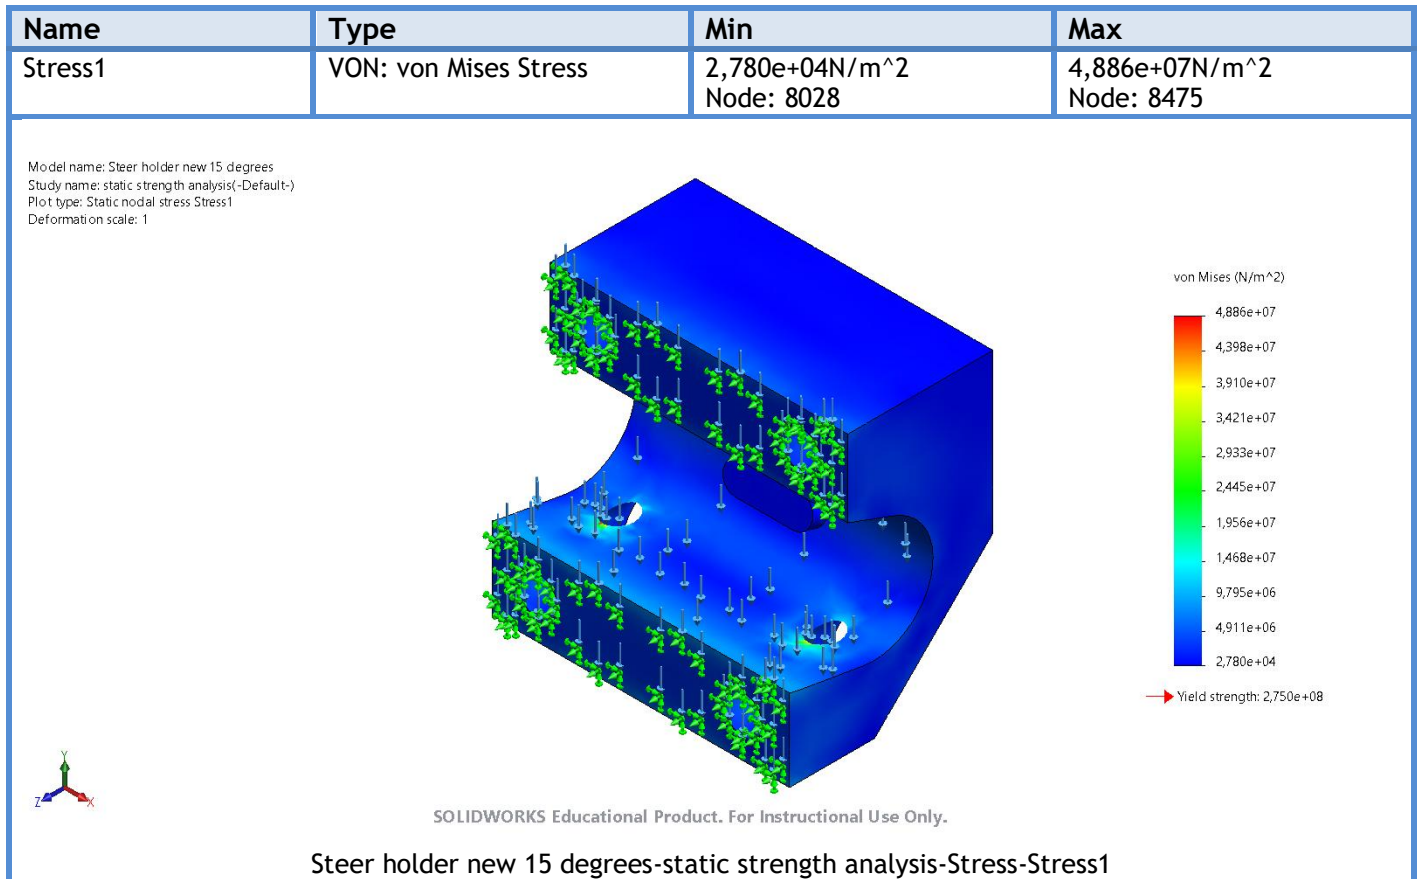 Name Type Min Max
Stress1 VON: von Mises Stress 2,780e+04N/m^2 4,886e+07N/m^2
Node: 8028 Node: 8475
Model name: Steer holder new 15 degrees
Study name: static strength analysis(-Default-)
Plot type: Static nodal stress Stress1
Deformation scale: 1
von Mises (N/m^2)
4,886e+07
4,398e+07
3,910e+07
3,421e+07
2,933e+07
2,445e+07
1,956e+07
1,468e+07
9,795e+06
4,911e+06
2,780e+04
Yield strength: 2,750e+08
Y
Z X
SOLIDWORKS Educational Product. For Instructional Use Only.
Steer holder new 15 degrees-static strength analysis-Stress-Stress1